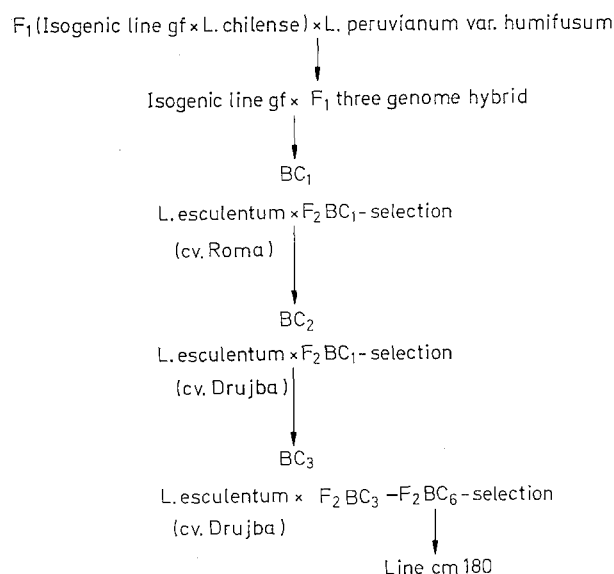 F₁(Isogenic line gf × L. chilense) × L. peruvianum var. humifusum
Isogenic line gf × F₁ three genome hybrid
BC₁
L. esculentum × F₂ BC₁ - selection
(cv. Roma)
BC₂
L. esculentum × F₂ BC₁ - selection
(cv. Drujba)
BC₃
L. esculentum × F₂ BC₃ - F₂ BC₆ - selection
(cv. Drujba)
Line cm 180